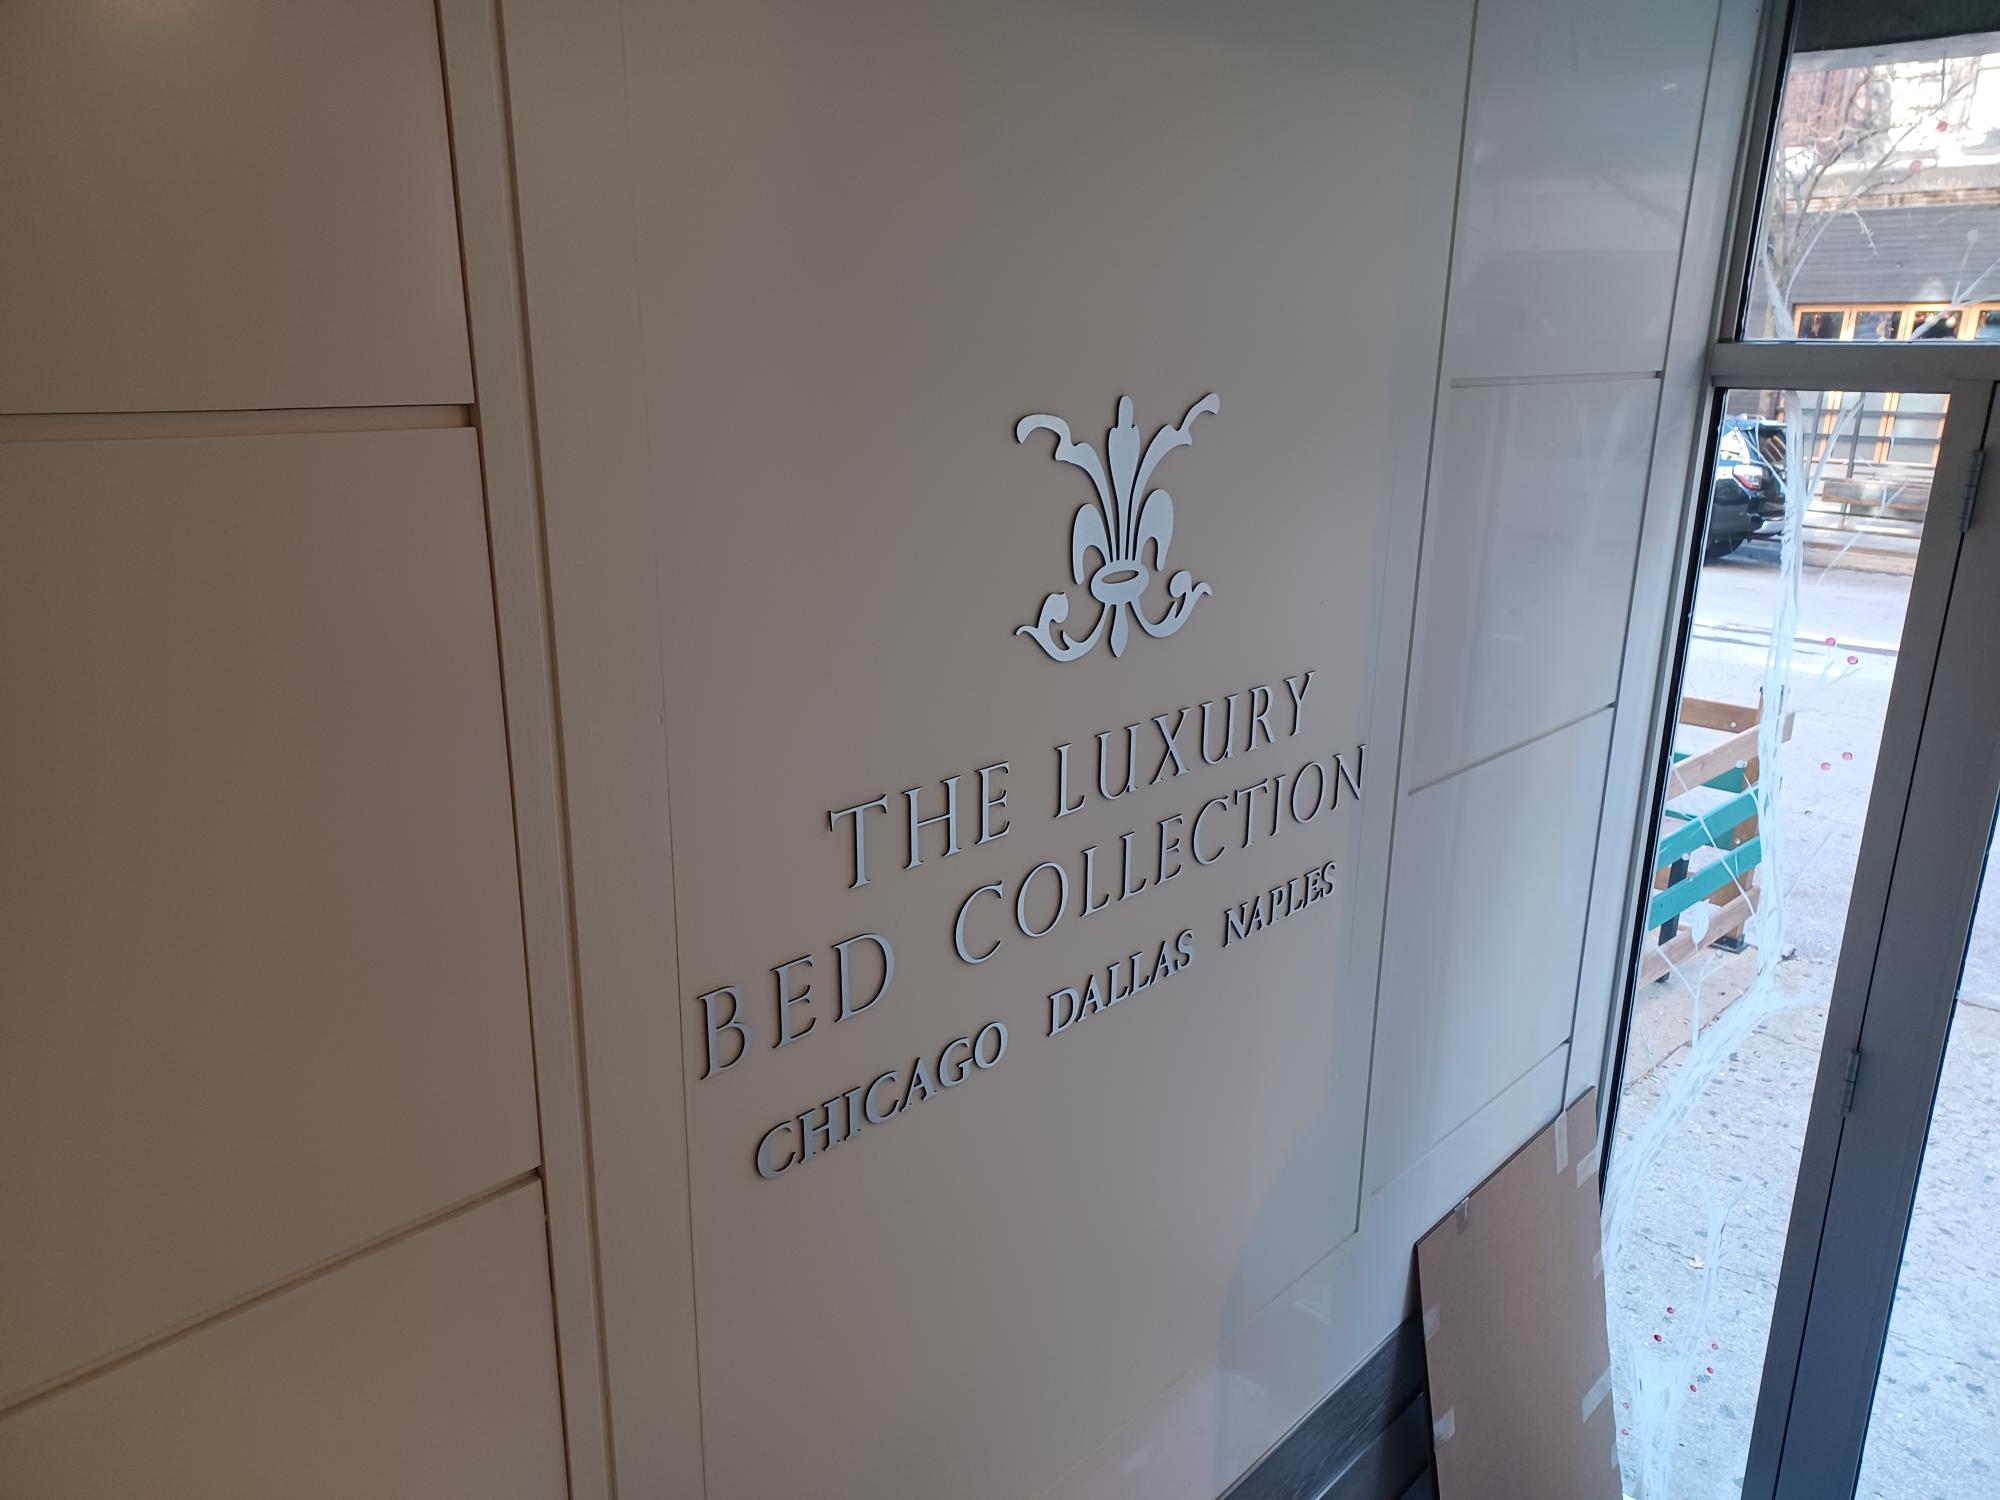 THE LUXURY
BED COLLECTION
CHICAGO DALLAS NAPLES